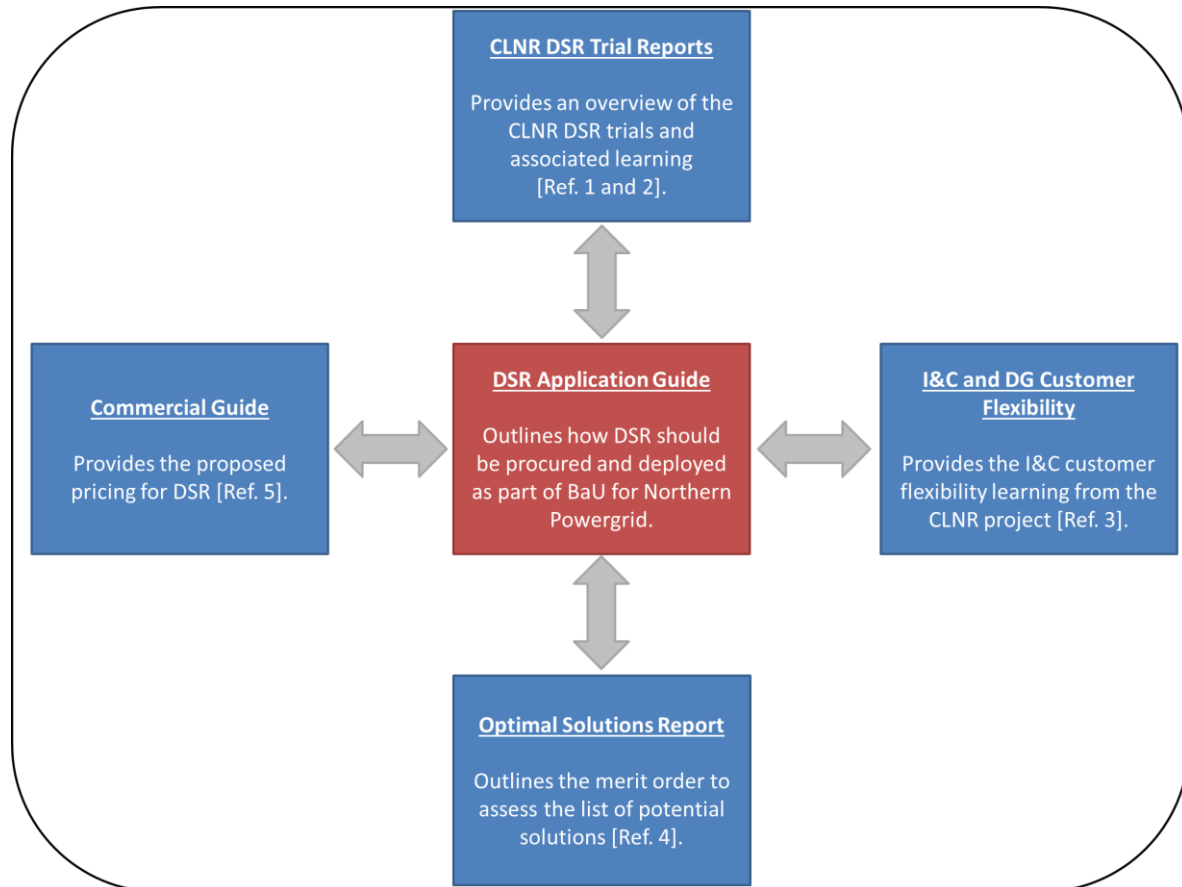 CLNR DSR Trial Reports
Provides an overview of the
CLNR DSR trials and
associated learning
[Ref. 1 and 2].
Commercial Guide
Provides the proposed
pricing for DSR [Ref. 5].
DSR Application Guide
Outlines how DSR should
be procured and deployed
as part of BaU for Northern
Powergrid.
I&C and DG Customer
Flexibility
Provides the I&C customer
flexibility learning from the
CLNR project [Ref. 3].
Optimal Solutions Report
Outlines the merit order to
assess the list of potential
solutions [Ref. 4].